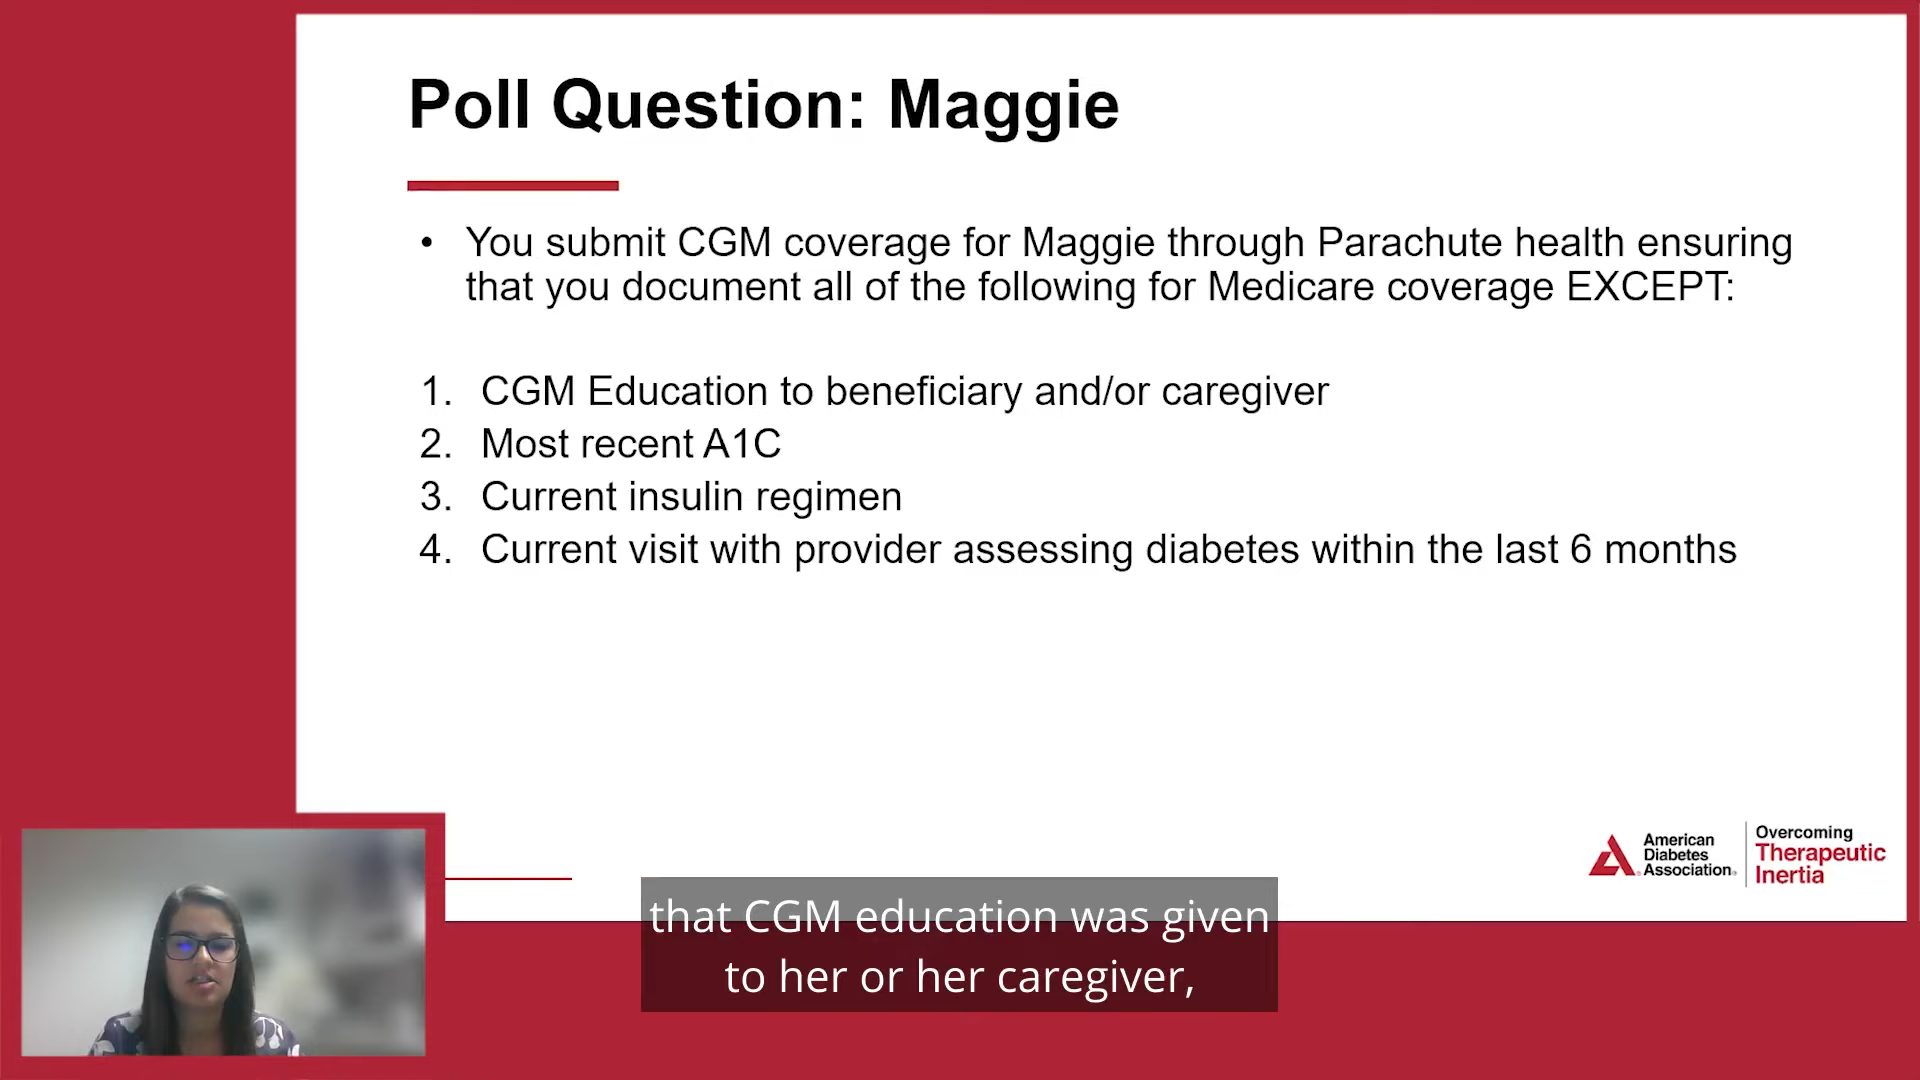 Poll Question: Maggie
• You submit CGM coverage for Maggie through Parachute health ensuring
that you document all of the following for Medicare coverage EXCEPT:
1. CGM Education to beneficiary and/or caregiver
2. Most recent A1C
3. Current insulin regimen
4. Current visit with provider assessing diabetes within the last 6 months
American
Diabetes
Association®
Overcoming
Therapeutic
Inertia
that CGM education was given
to her or her caregiver,